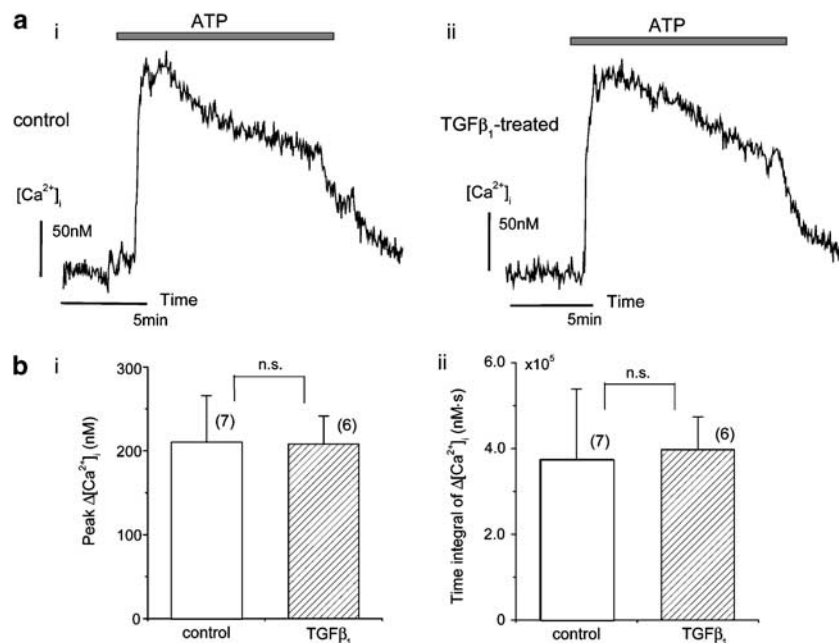 a
i
ATP
control
[Ca²⁺]ᵢ
50nM
Time
5min
ii
ATP
TGFβ₁-treated
[Ca²⁺]ᵢ
50nM
Time
5min
b
i
Peak Δ[Ca²⁺]ᵢ (nM)
300
200
100
0
n.s.
(7)
(6)
control
TGFβ₁
ii
Time integral of Δ[Ca²⁺]ᵢ (nM·s)
x10⁵
6.0
4.0
2.0
0
n.s.
(7)
(6)
control
TGFβ₁